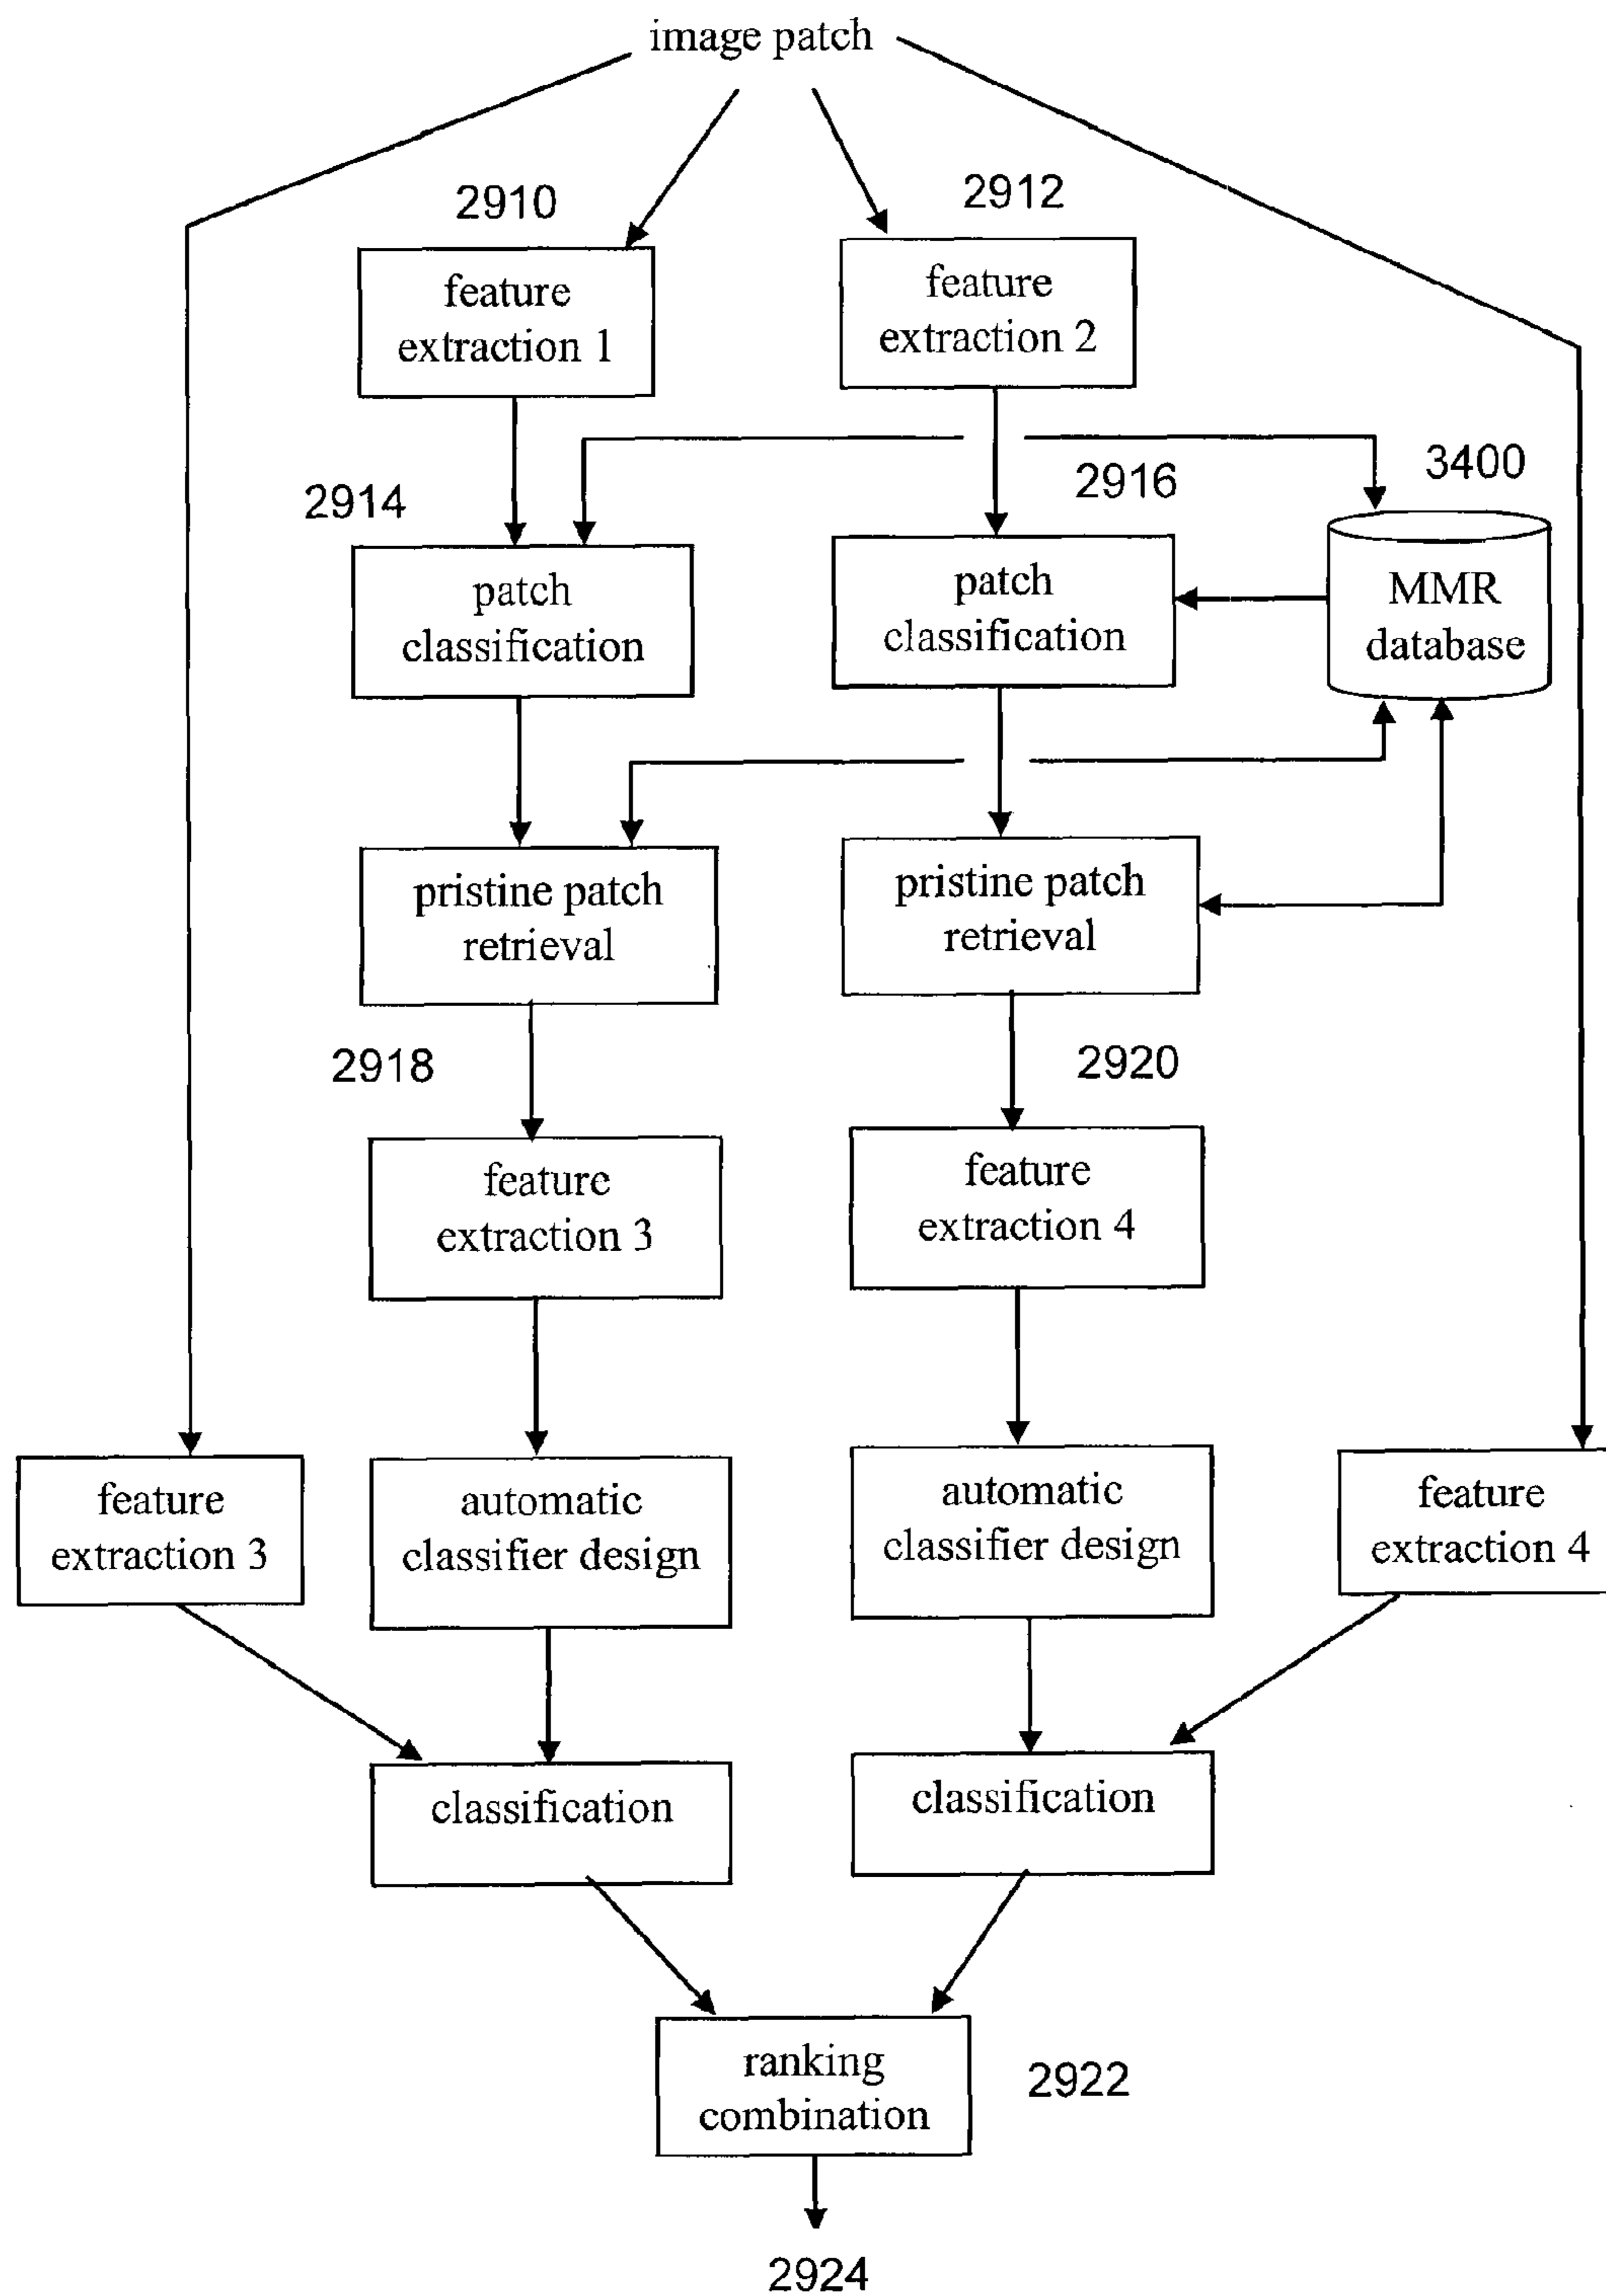 image patch
2910
2912
feature
extraction 1
feature
extraction 2
2914
2916
3400
patch
classification
patch
classification
MMR
database
pristine patch
retrieval
pristine patch
retrieval
2918
2920
feature
extraction 3
feature
extraction 4
feature
extraction 3
automatic
classifier design
automatic
classifier design
feature
extraction 4
classification
classification
ranking
combination
2922
2924